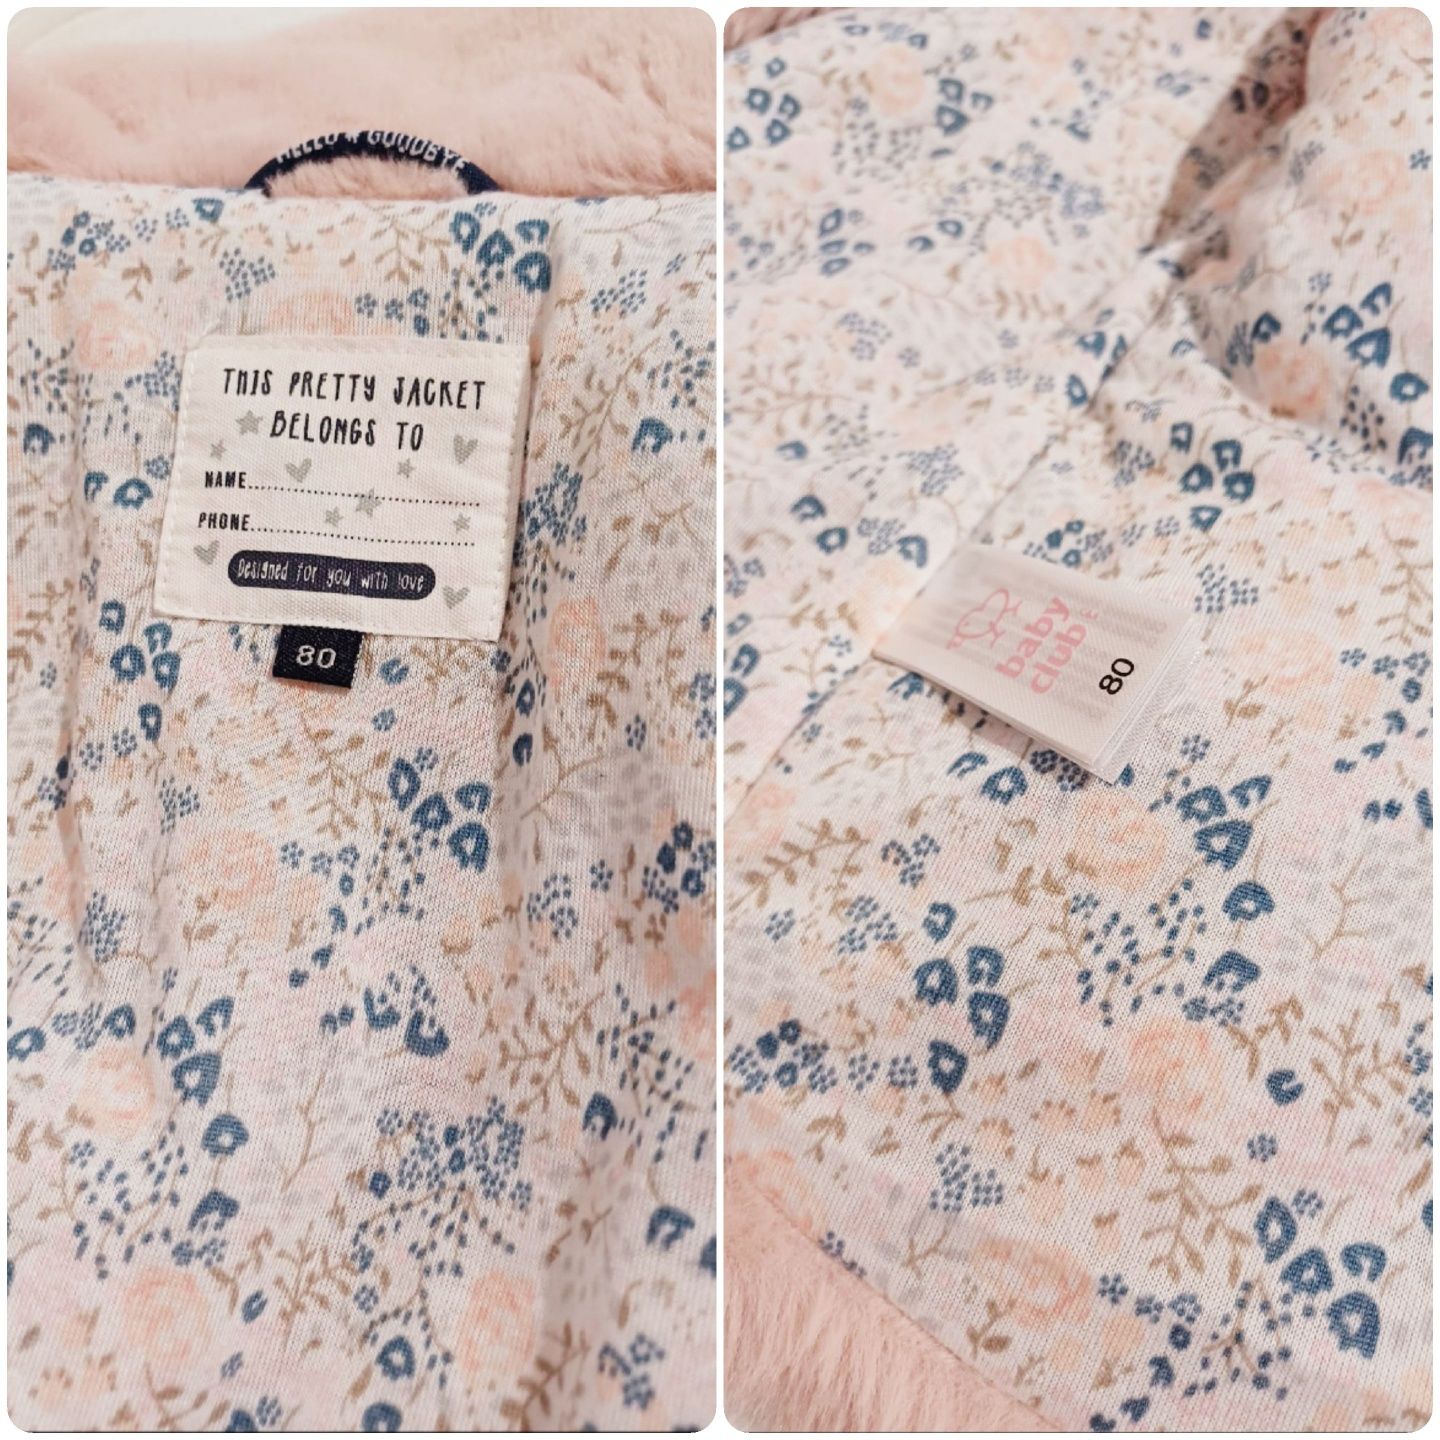 HELLO & GOODBYE
THIS PRETTY JACKET
BELONGS TO
NAME
PHONE
Designed for you with love
80
baby
club
80